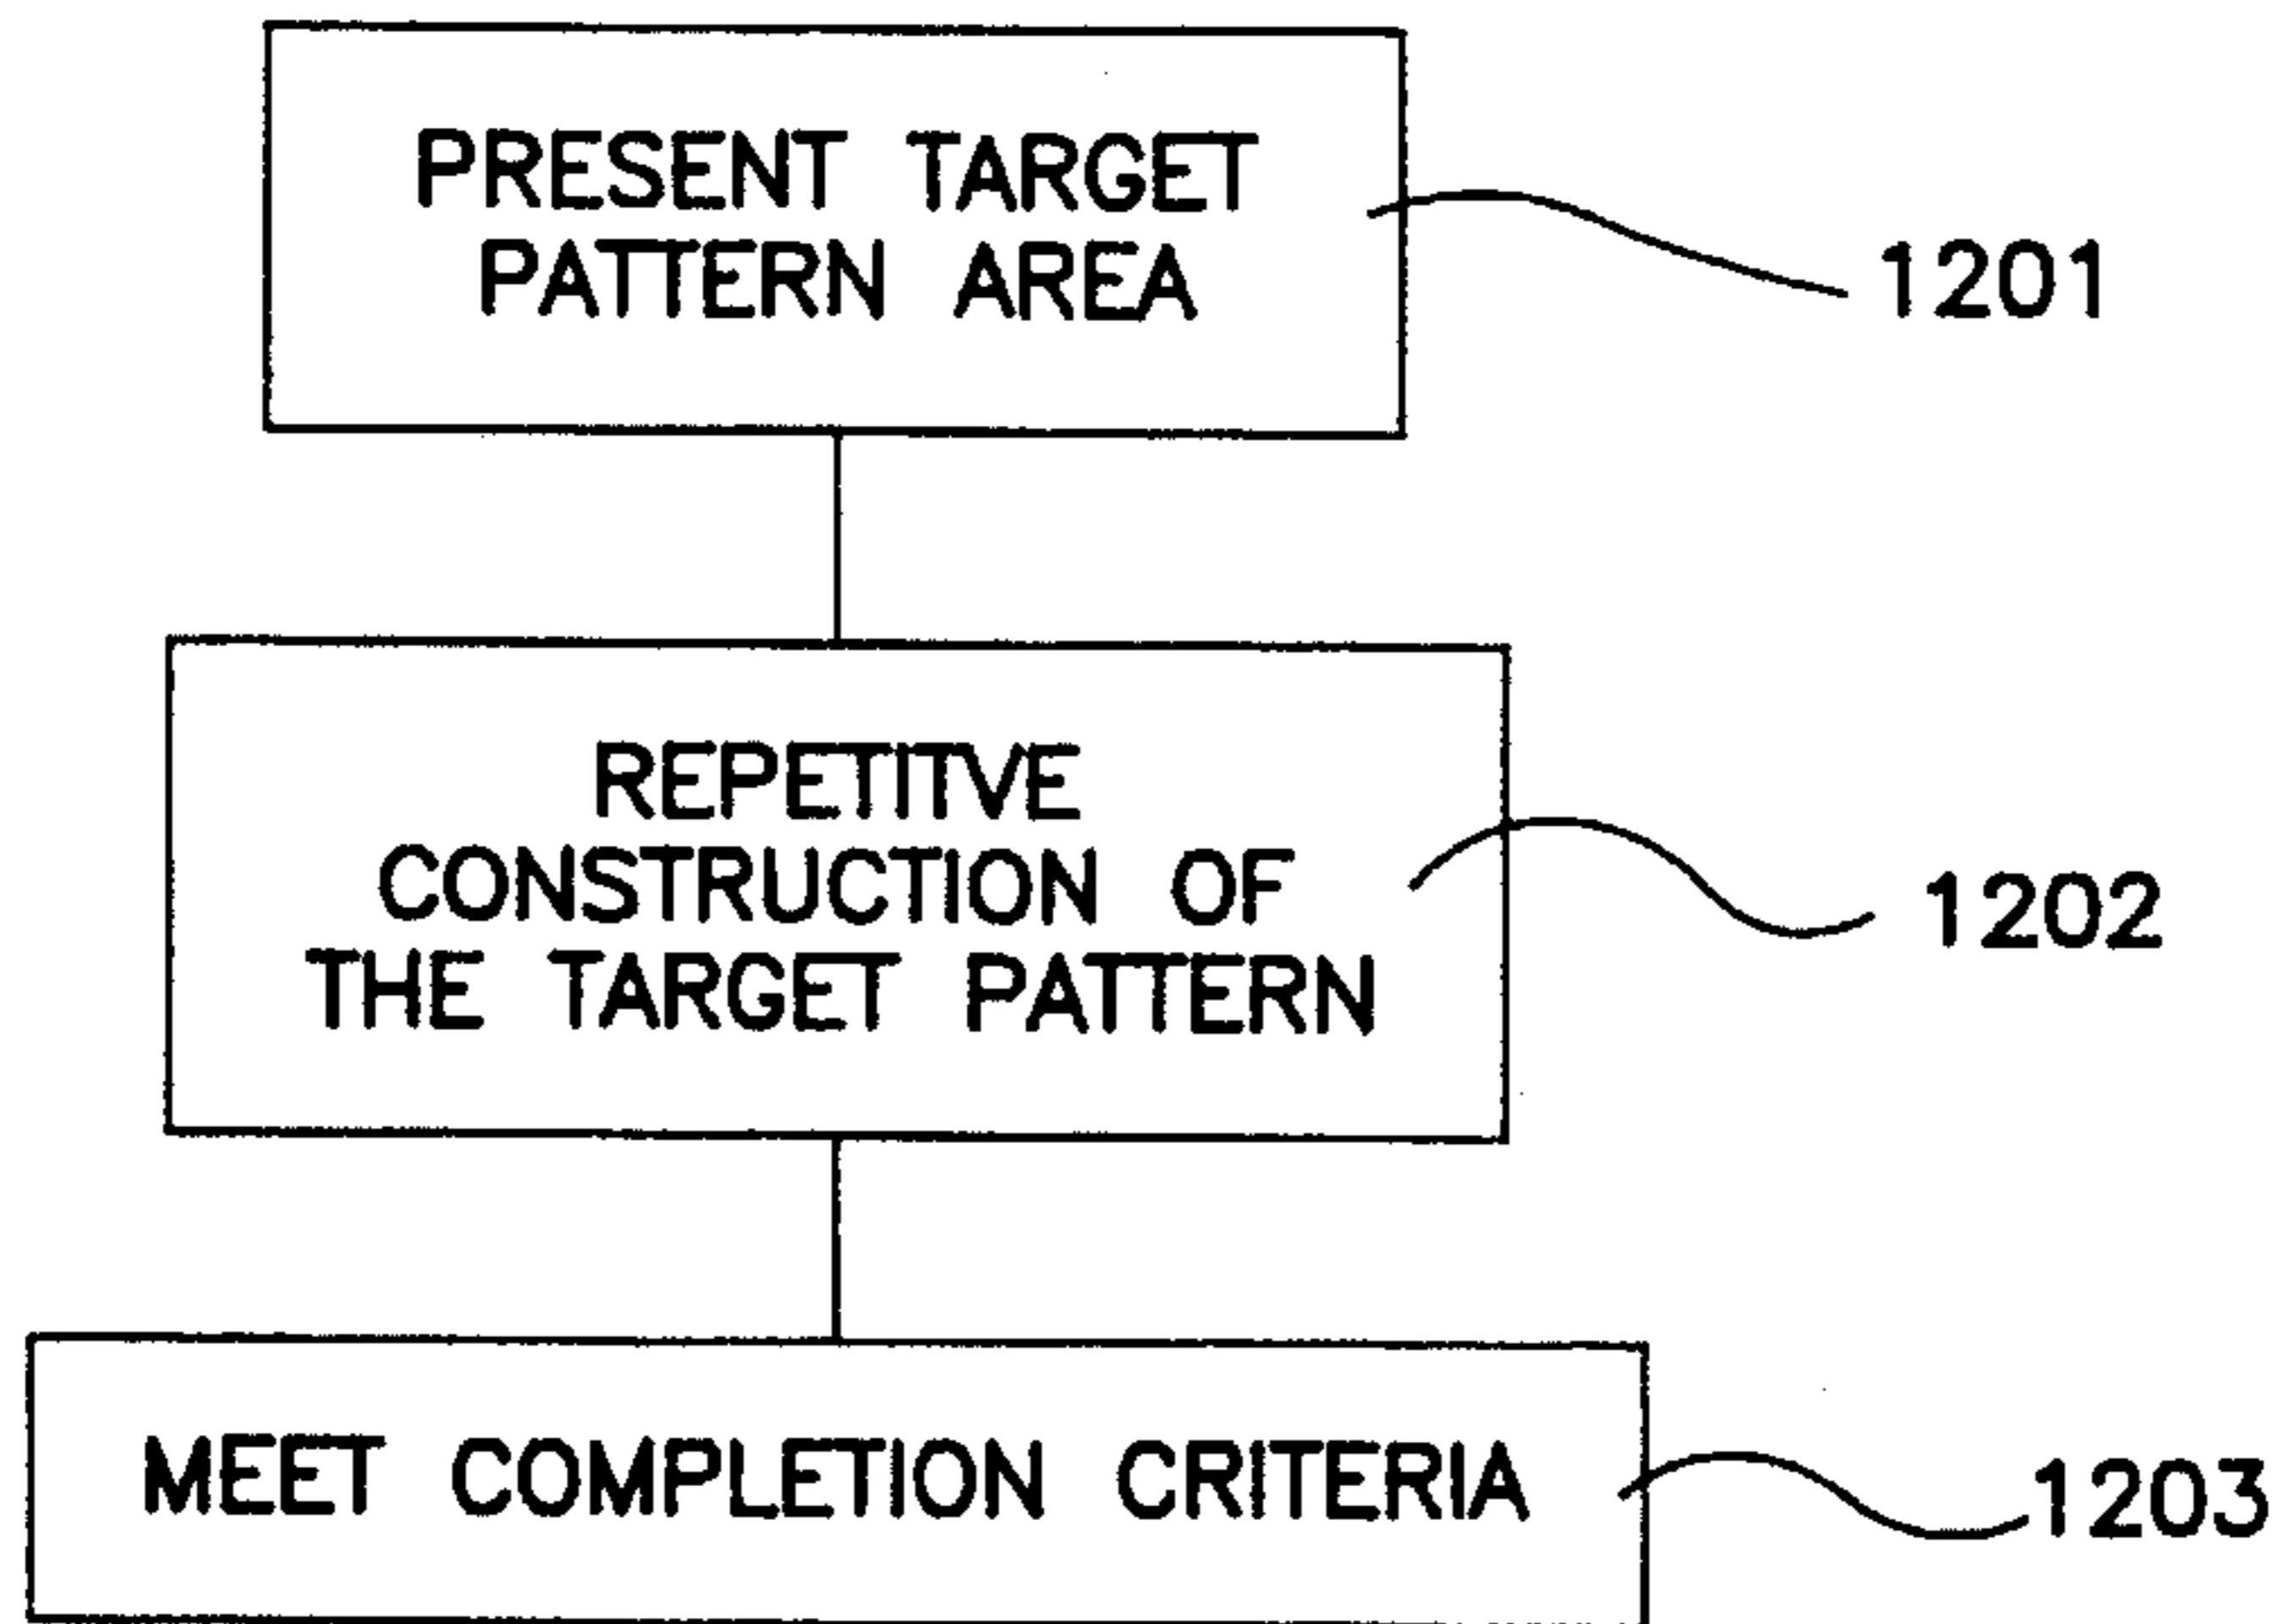 PRESENT TARGET
PATTERN AREA
1201
REPETITVE
CONSTRUCTION OF
THE TARGET PATTERN
1202
MEET COMPLETION CRITERIA
1203